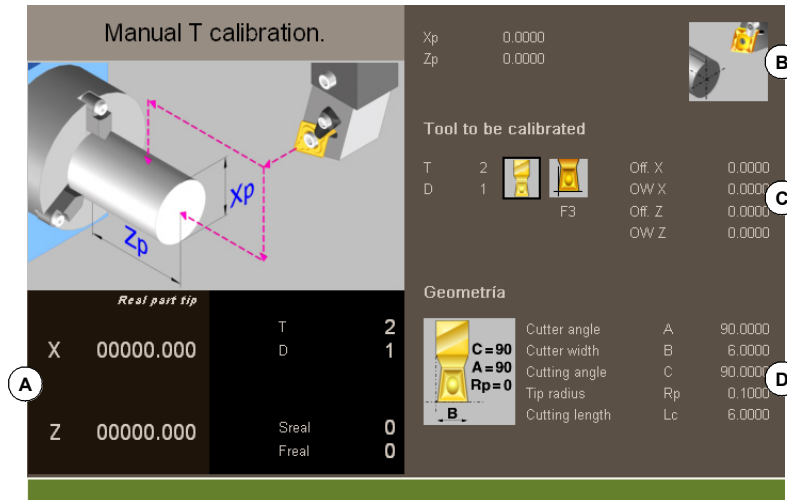 Manual T calibration.
Xp
Zp
Real part tip
X 00000.000
Z 00000.000
T 2
D 1
Sreal 0
Freal 0
A
Xp 0.0000
Zp 0.0000
B
Tool to be calibrated
T 2
D 1
F3
Off. X 0.0000
OW X 0.0000
Off. Z 0.0000
OW Z 0.0000
C
Geometría
C=90
A=90
Rp=0
B
Cutter angle A 90.0000
Cutter width B 6.0000
Cutting angle C 90.0000
Tip radius Rp 0.1000
Cutting length Lc 6.0000
D